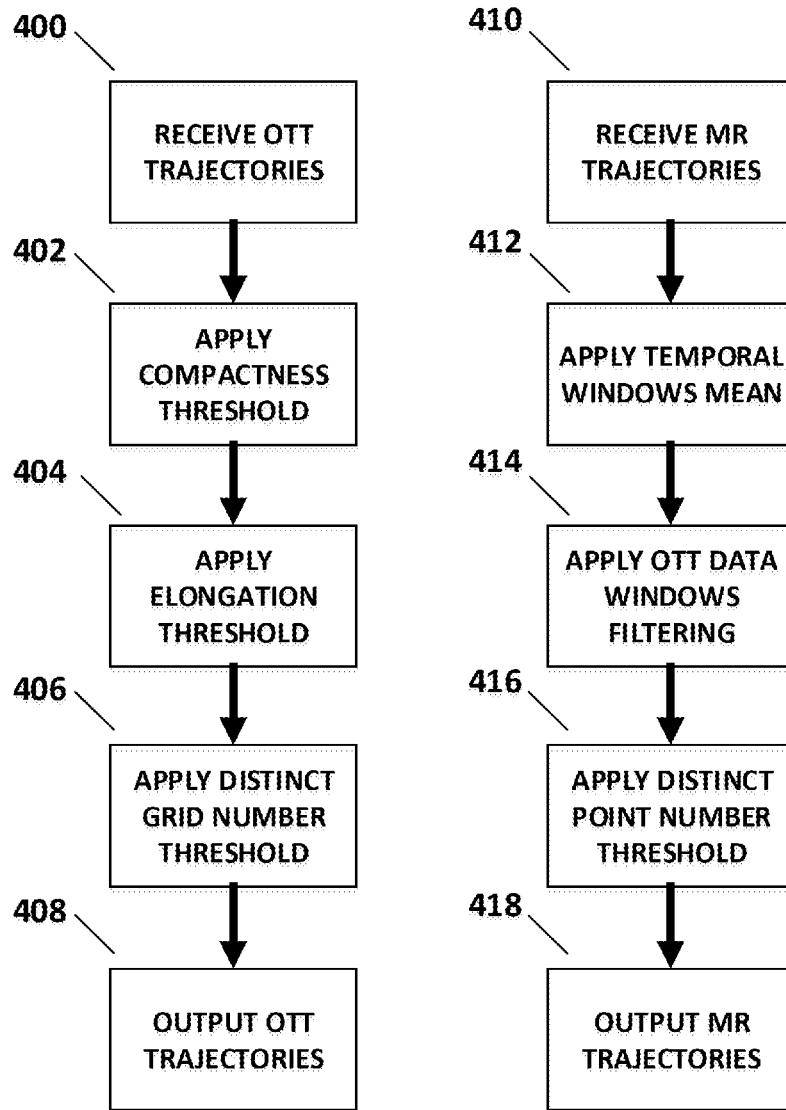 400
RECEIVE OTT
TRAJECTORIES
402
APPLY
COMPACTNESS
THRESHOLD
404
APPLY
ELONGATION
THRESHOLD
406
APPLY DISTINCT
GRID NUMBER
THRESHOLD
408
OUTPUT OTT
TRAJECTORIES
410
RECEIVE MR
TRAJECTORIES
412
APPLY TEMPORAL
WINDOWS MEAN
414
APPLY OTT DATA
WINDOWS
FILTERING
416
APPLY DISTINCT
POINT NUMBER
THRESHOLD
418
OUTPUT MR
TRAJECTORIES